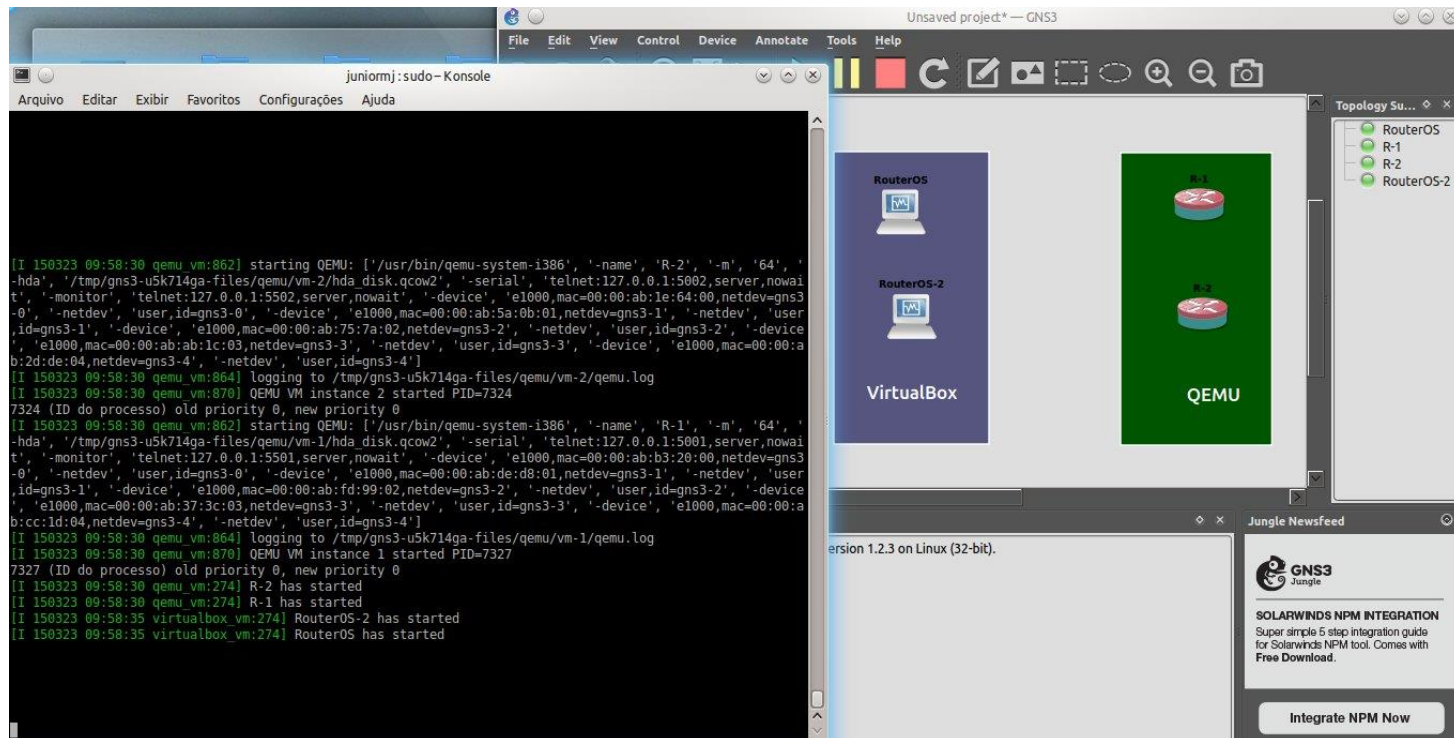 Unsaved project* — GNS3
File Edit View Control Device Annotate Tools Help
juniormj : sudo – Konsole
Arquivo Editar Exibir Favoritos Configurações Ajuda
[I 150323 09:58:30 qemu_vm:862] starting QEMU: ['/usr/bin/qemu-system-i386', '-name', 'R-2', '-m', '64', '
-hda', '/tmp/gns3-u5k714ga-files/qemu/vm-2/hda_disk.qcow2', '-serial', 'telnet:127.0.0.1:5002,server,nowai
t', '-monitor', 'telnet:127.0.0.1:5502,server,nowait', '-device', 'e1000,mac=00:00:ab:1e:64:00,netdev=gns3
-0', '-netdev', 'user,id=gns3-0', '-device', 'e1000,mac=00:00:ab:5a:0b:01,netdev=gns3-1', '-netdev', 'user
,id=gns3-1', '-device', 'e1000,mac=00:00:ab:75:7a:02,netdev=gns3-2', '-netdev', 'user,id=gns3-2', '-device
', 'e1000,mac=00:00:ab:ab:1c:03,netdev=gns3-3', '-netdev', 'user,id=gns3-3', '-device', 'e1000,mac=00:00:a
b:2d:de:04,netdev=gns3-4', '-netdev', 'user,id=gns3-4']
[I 150323 09:58:30 qemu_vm:864] logging to /tmp/gns3-u5k714ga-files/qemu/vm-2/qemu.log
[I 150323 09:58:30 qemu_vm:870] QEMU VM instance 2 started PID=7324
7324 (ID do processo) old priority 0, new priority 0
[I 150323 09:58:30 qemu_vm:862] starting QEMU: ['/usr/bin/qemu-system-i386', '-name', 'R-1', '-m', '64', '
-hda', '/tmp/gns3-u5k714ga-files/qemu/vm-1/hda_disk.qcow2', '-serial', 'telnet:127.0.0.1:5001,server,nowai
t', '-monitor', 'telnet:127.0.0.1:5501,server,nowait', '-device', 'e1000,mac=00:00:ab:b3:20:00,netdev=gns3
-0', '-netdev', 'user,id=gns3-0', '-device', 'e1000,mac=00:00:ab:de:d8:01,netdev=gns3-1', '-netdev', 'user
,id=gns3-1', '-device', 'e1000,mac=00:00:ab:fd:99:02,netdev=gns3-2', '-netdev', 'user,id=gns3-2', '-device
', 'e1000,mac=00:00:ab:37:3c:03,netdev=gns3-3', '-netdev', 'user,id=gns3-3', '-device', 'e1000,mac=00:00:a
b:cc:1d:04,netdev=gns3-4', '-netdev', 'user,id=gns3-4']
[I 150323 09:58:30 qemu_vm:864] logging to /tmp/gns3-u5k714ga-files/qemu/vm-1/qemu.log
[I 150323 09:58:30 qemu_vm:870] QEMU VM instance 1 started PID=7327
7327 (ID do processo) old priority 0, new priority 0
[I 150323 09:58:30 qemu_vm:274] R-2 has started
[I 150323 09:58:30 qemu_vm:274] R-1 has started
[I 150323 09:58:35 virtualbox_vm:274] RouterOS-2 has started
[I 150323 09:58:35 virtualbox_vm:274] RouterOS has started
RouterOS
RouterOS-2
VirtualBox
R-1
R-2
QEMU
Topology Su...
RouterOS
R-1
R-2
RouterOS-2
ersion 1.2.3 on Linux (32-bit).
Jungle Newsfeed
GNS3
Jungle
SOLARWINDS NPM INTEGRATION
Super simple 5 step integration guide
for Solarwinds NPM tool. Comes with
Free Download.
Integrate NPM Now